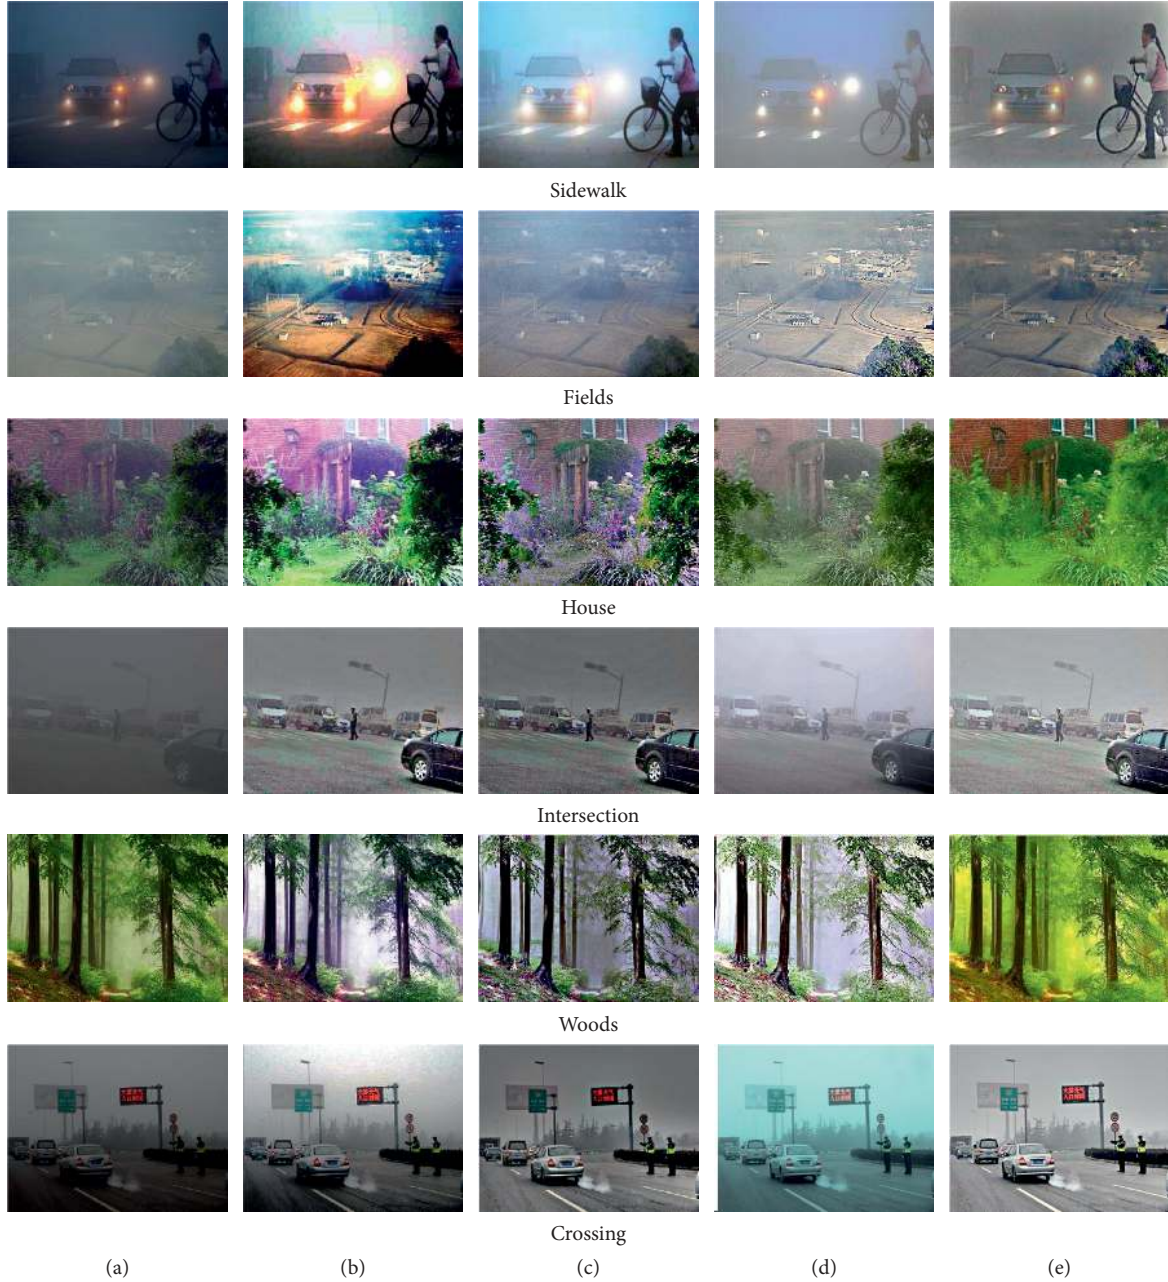 Sidewalk
Fields
House
Intersection
Woods
Crossing
(a) (b) (c) (d) (e)